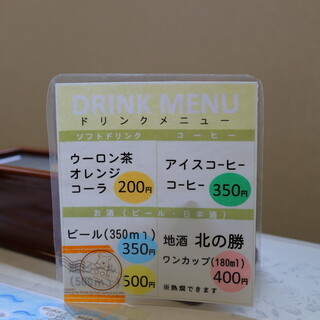 DRINK MENU
ドリンクメニュー
ソフトドリンク コーヒー
ウーロン茶
オレンジ
コーラ 200円
アイスコーヒー
コーヒー 350円
お酒(ビール・日本酒)
ビール(350ml)
350円
(500m
500円
地酒 北の勝
ワンカップ(180ml)
400円
※熱燗できます